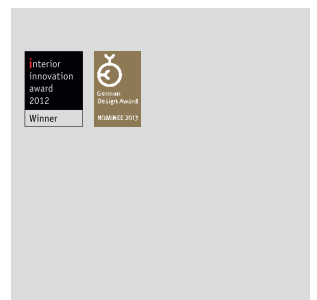 interior
innovation
award
2012
Winner
German
Design Award
NOMINEE 2013